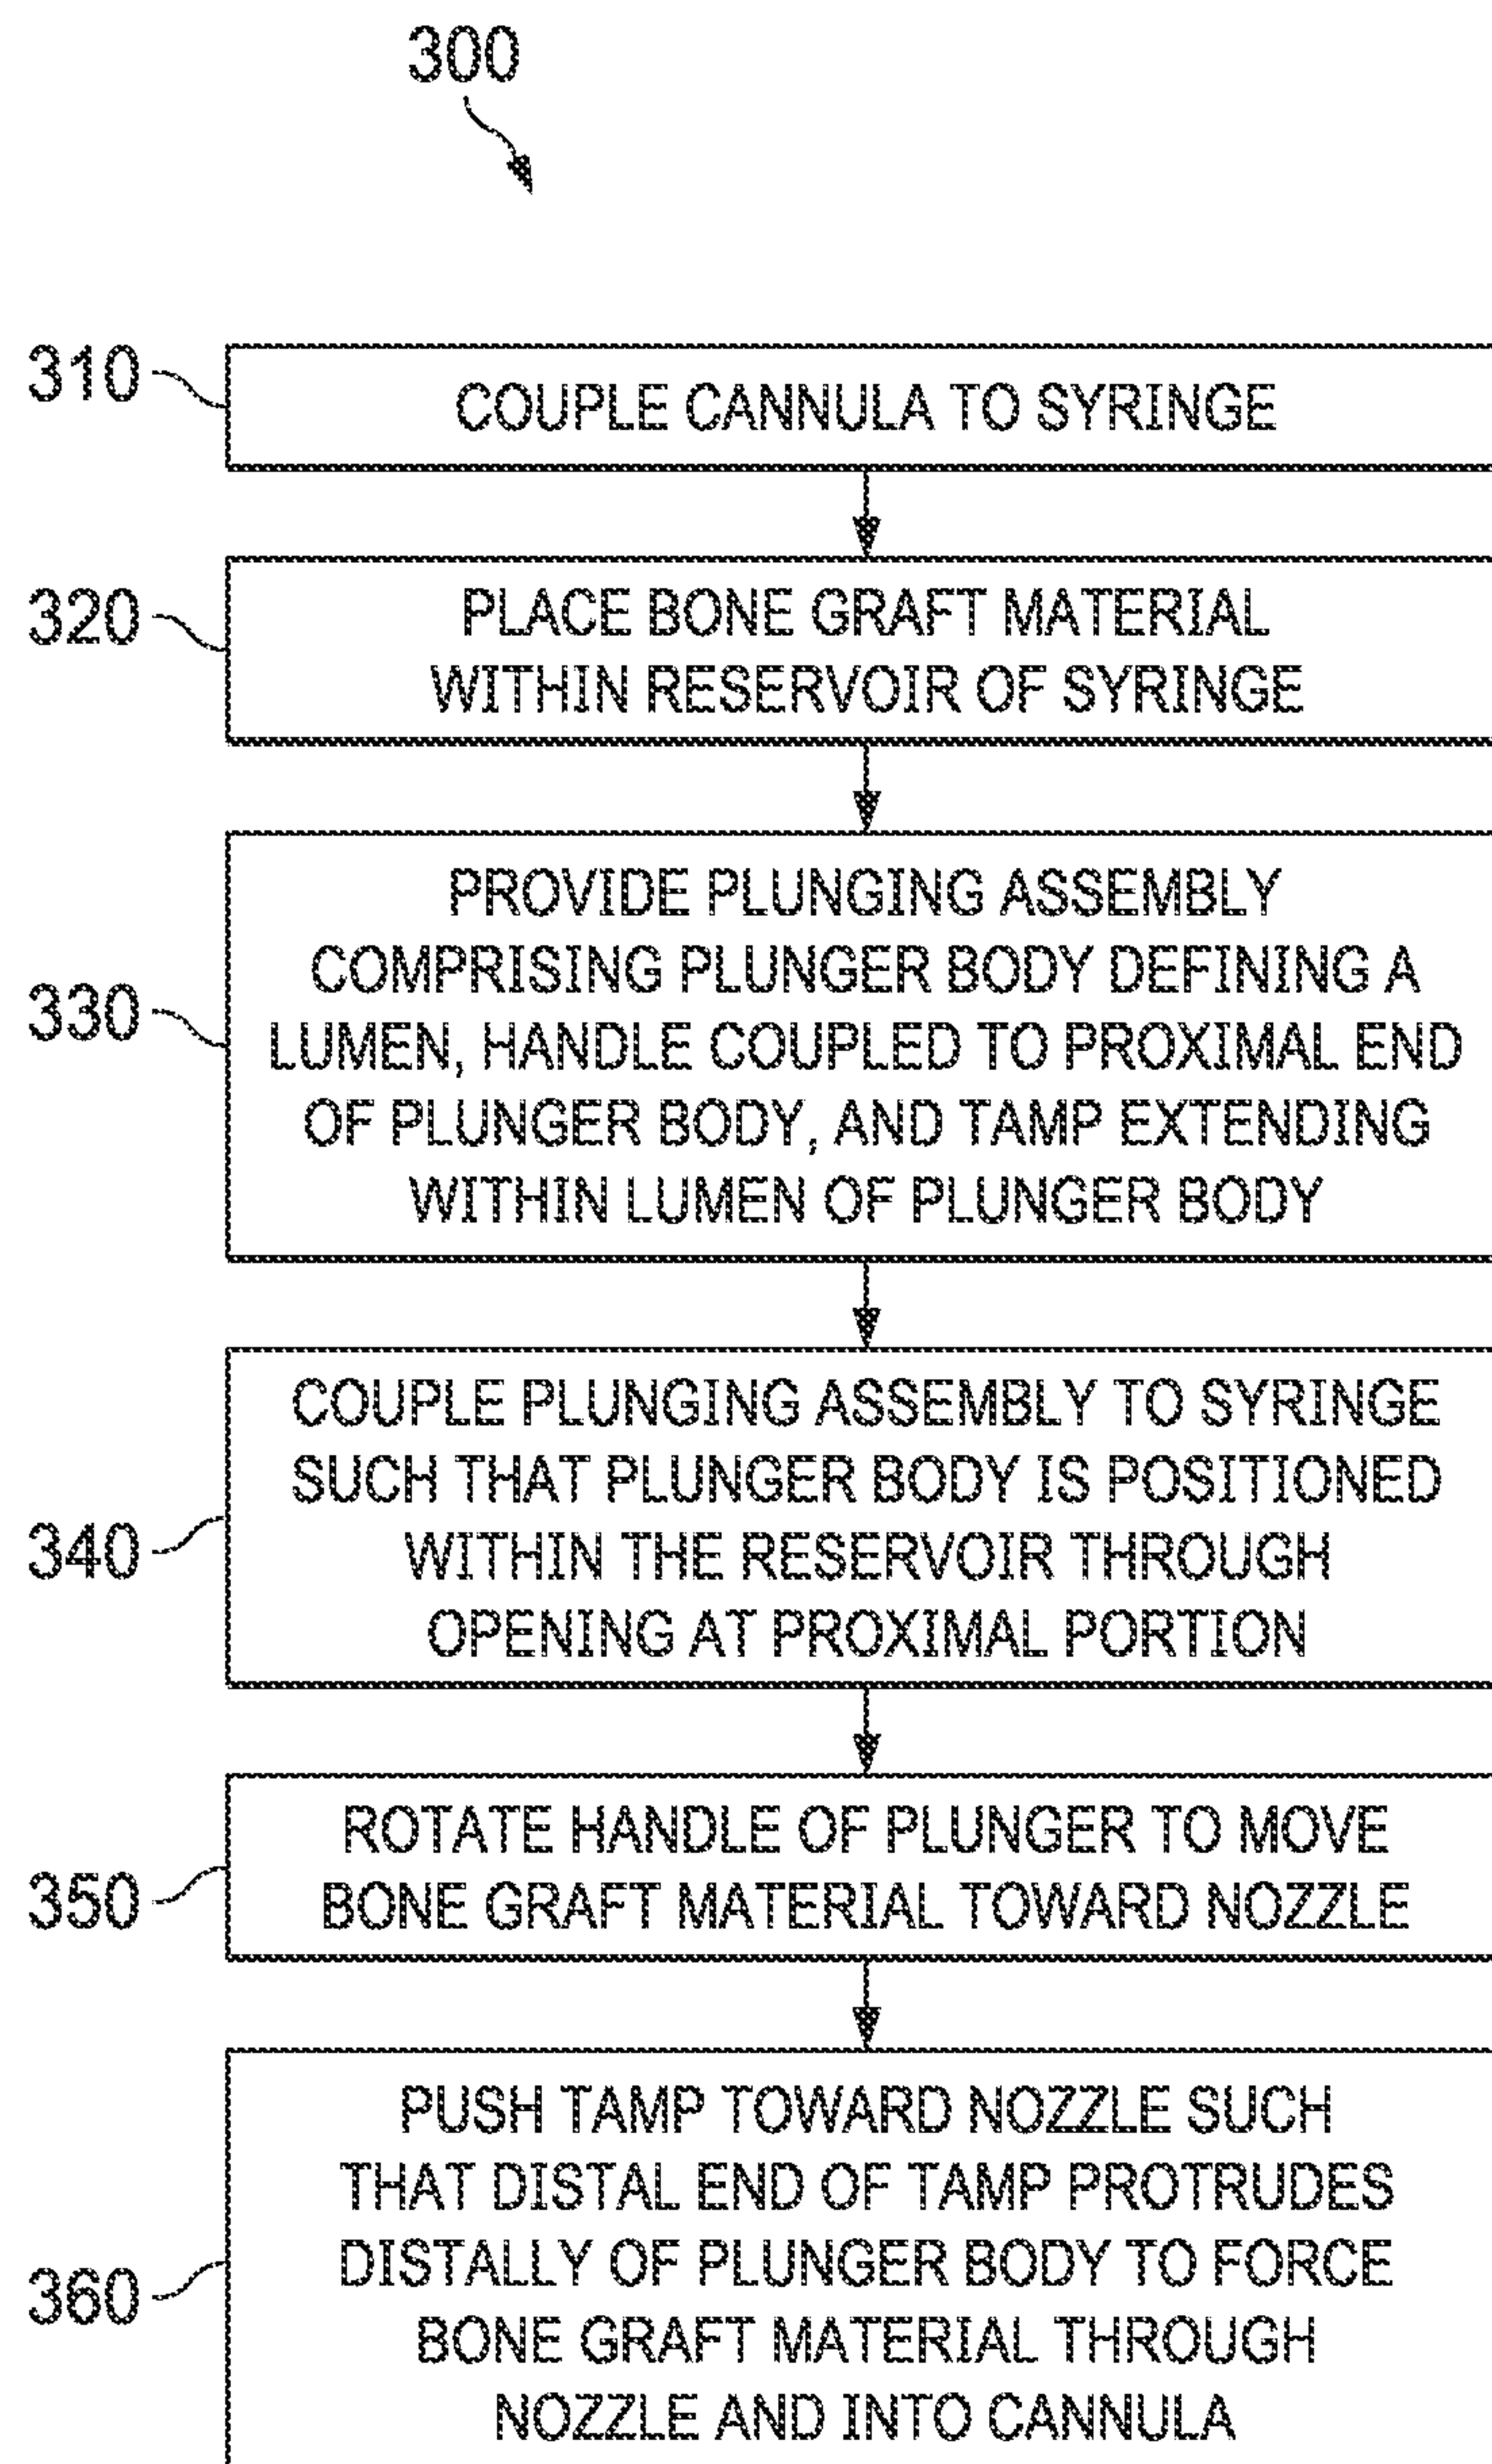 300
310
COUPLE CANNULA TO SYRINGE
320
PLACE BONE GRAFT MATERIAL
WITHIN RESERVOIR OF SYRINGE
330
PROVIDE PLUNGING ASSEMBLY
COMPRISING PLUNGER BODY DEFINING A
LUMEN, HANDLE COUPLED TO PROXIMAL END
OF PLUNGER BODY, AND TAMP EXTENDING
WITHIN LUMEN OF PLUNGER BODY
340
COUPLE PLUNGING ASSEMBLY TO SYRINGE
SUCH THAT PLUNGER BODY IS POSITIONED
WITHIN THE RESERVOIR THROUGH
OPENING AT PROXIMAL PORTION
350
ROTATE HANDLE OF PLUNGER TO MOVE
BONE GRAFT MATERIAL TOWARD NOZZLE
360
PUSH TAMP TOWARD NOZZLE SUCH
THAT DISTAL END OF TAMP PROTRUDES
DISTALLY OF PLUNGER BODY TO FORCE
BONE GRAFT MATERIAL THROUGH
NOZZLE AND INTO CANNULA